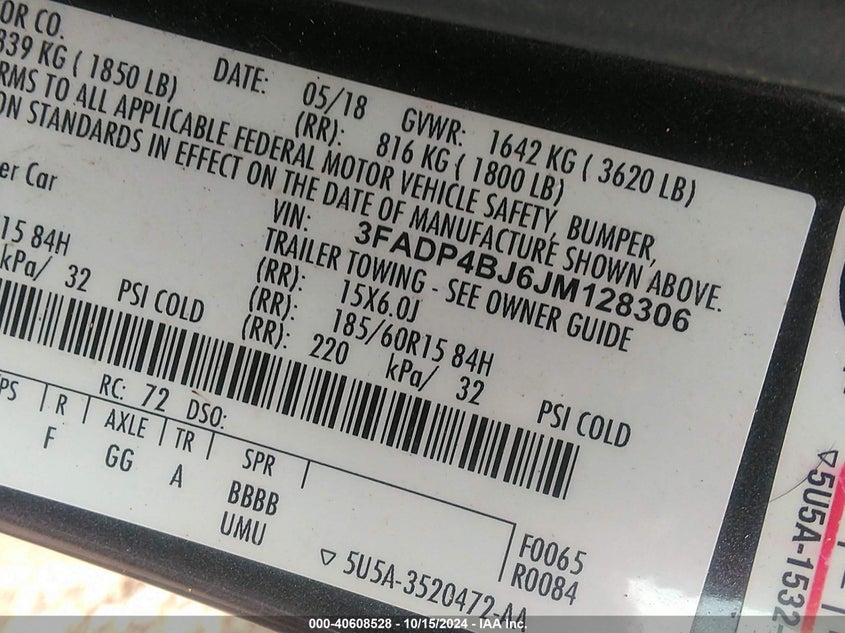 OR CO.
839 KG ( 1850 LB)
DATE: 05/18 GVWR: 1642 KG ( 3620 LB)
(RR): 816 KG ( 1800 LB)
RMS TO ALL APPLICABLE FEDERAL MOTOR VEHICLE SAFETY, BUMPER,
ON STANDARDS IN EFFECT ON THE DATE OF MANUFACTURE SHOWN ABOVE.
VIN: 3FADP4BJ6JM128306
er Car
TRAILER TOWING - SEE OWNER GUIDE
(RR): 15X6.0J
15 84H (RR): 185/60R15 84H
kPa/ 32 PSI COLD (RR): 220 kPa/ 32 PSI COLD
RC: 72 DSO:
PS R AXLE TR SPR
F GG A BBBB
UMU
F0065
R0084
5U5A-3520472-AA
5U5A-1532
000-40608528 - 10/15/2024 - IAA Inc.